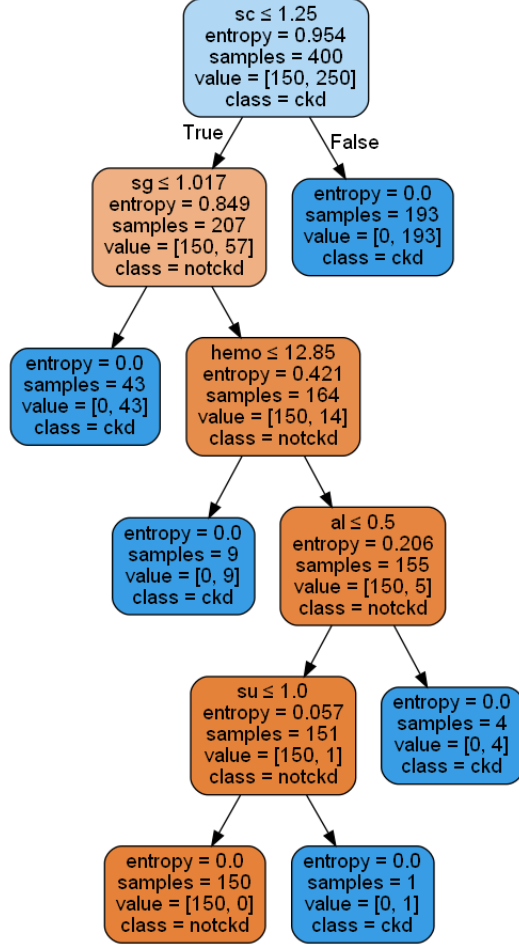 sc ≤ 1.25
entropy = 0.954
samples = 400
value = [150, 250]
class = ckd
True
False
sg ≤ 1.017
entropy = 0.849
samples = 207
value = [150, 57]
class = notckd
entropy = 0.0
samples = 193
value = [0, 193]
class = ckd
entropy = 0.0
samples = 43
value = [0, 43]
class = ckd
hemo ≤ 12.85
entropy = 0.421
samples = 164
value = [150, 14]
class = notckd
entropy = 0.0
samples = 9
value = [0, 9]
class = ckd
al ≤ 0.5
entropy = 0.206
samples = 155
value = [150, 5]
class = notckd
su ≤ 1.0
entropy = 0.057
samples = 151
value = [150, 1]
class = notckd
entropy = 0.0
samples = 4
value = [0, 4]
class = ckd
entropy = 0.0
samples = 150
value = [150, 0]
class = notckd
entropy = 0.0
samples = 1
value = [0, 1]
class = ckd